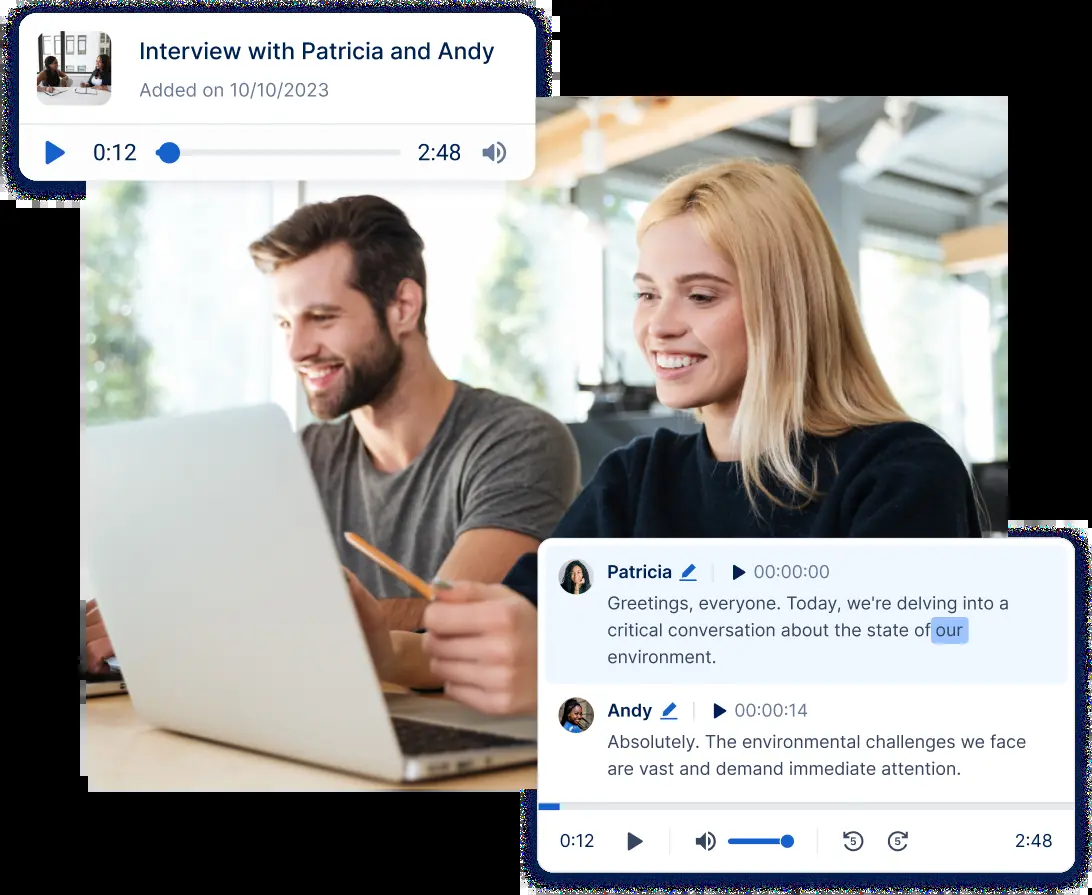 Interview with Patricia and Andy
Added on 10/10/2023
0:12 2:48
Patricia 00:00:00
Greetings, everyone. Today, we're delving into a
critical conversation about the state of our
environment.
Andy 00:00:14
Absolutely. The environmental challenges we face
are vast and demand immediate attention.
0:12 5 5 2:48